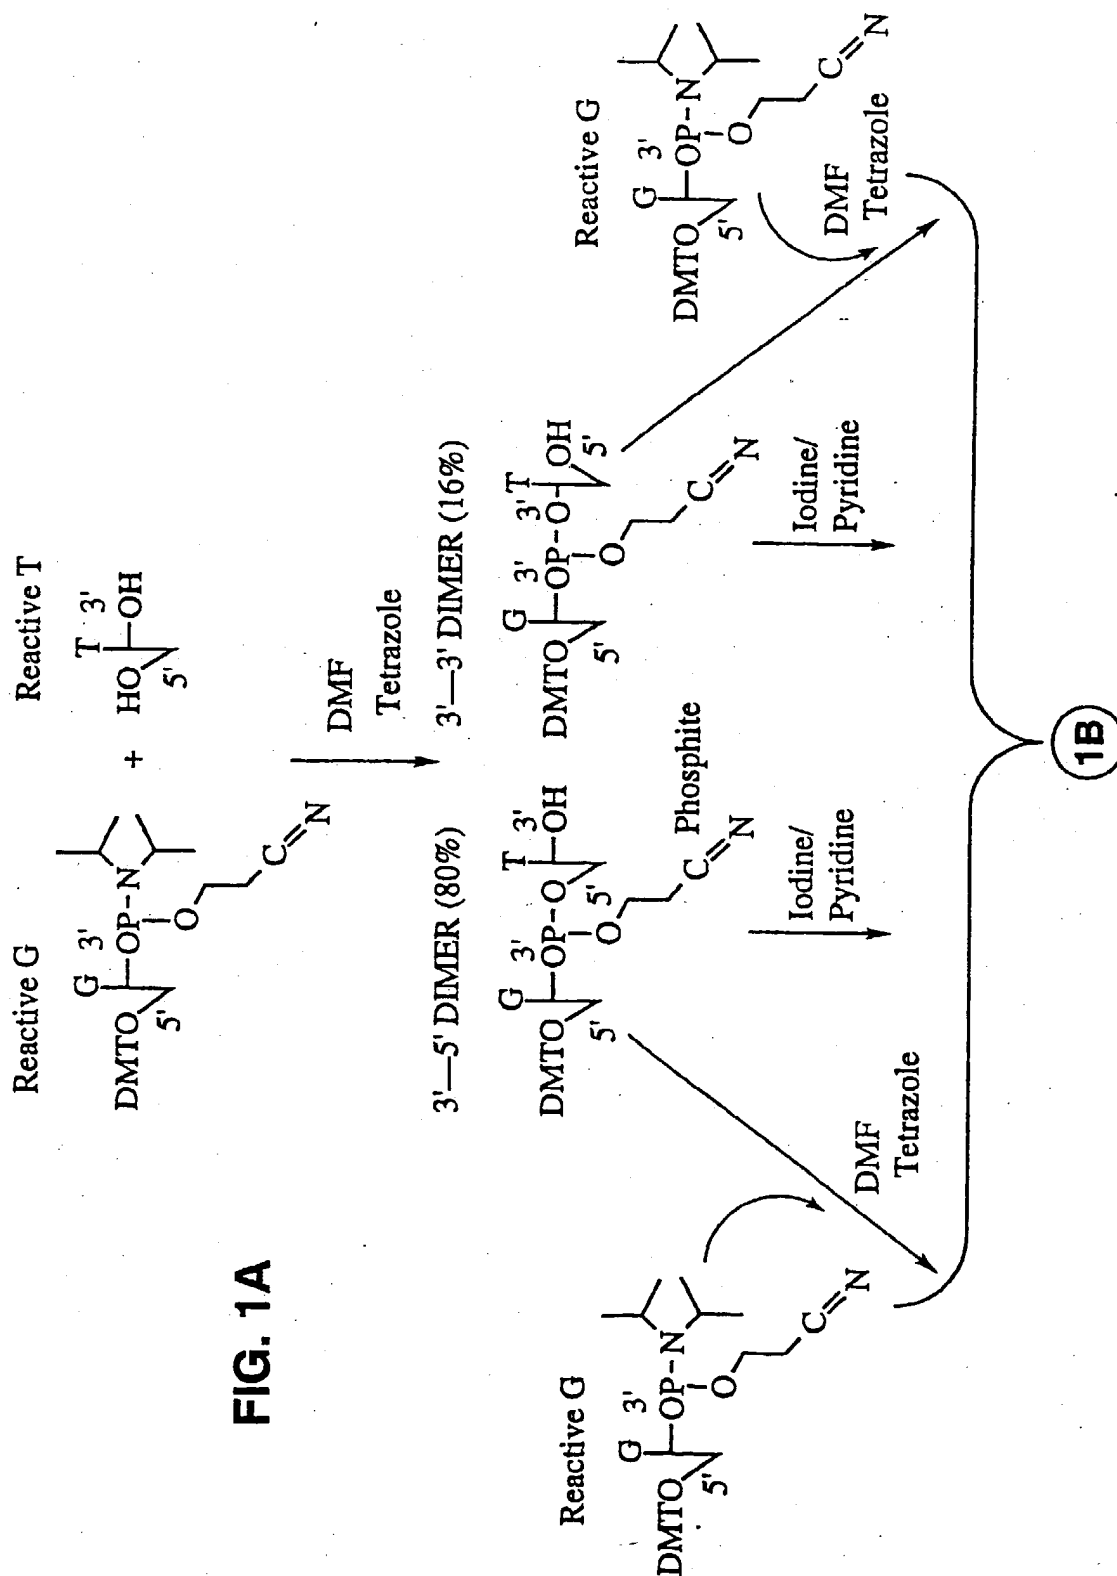 FIG. 1A
Reactive G
DMTO
G
3'
5'
OP-N
O
C=N
+
Reactive T
HO
T
3'
OH
5'
DMF
Tetrazole
3'—5' DIMER (80%)
DMTO
G
3'
5'
OP-O
T
3'
OH
5'
O
C=N
Phosphite
3'—3' DIMER (16%)
DMTO
G
3'
5'
OP-O
3'
T
OH
5'
O
C=N
Reactive G
DMTO
G
3'
5'
OP-N
O
C=N
DMF
Tetrazole
Iodine/
Pyridine
Iodine/
Pyridine
Reactive G
DMTO
G
3'
5'
OP-N
O
C=N
DMF
Tetrazole
1B